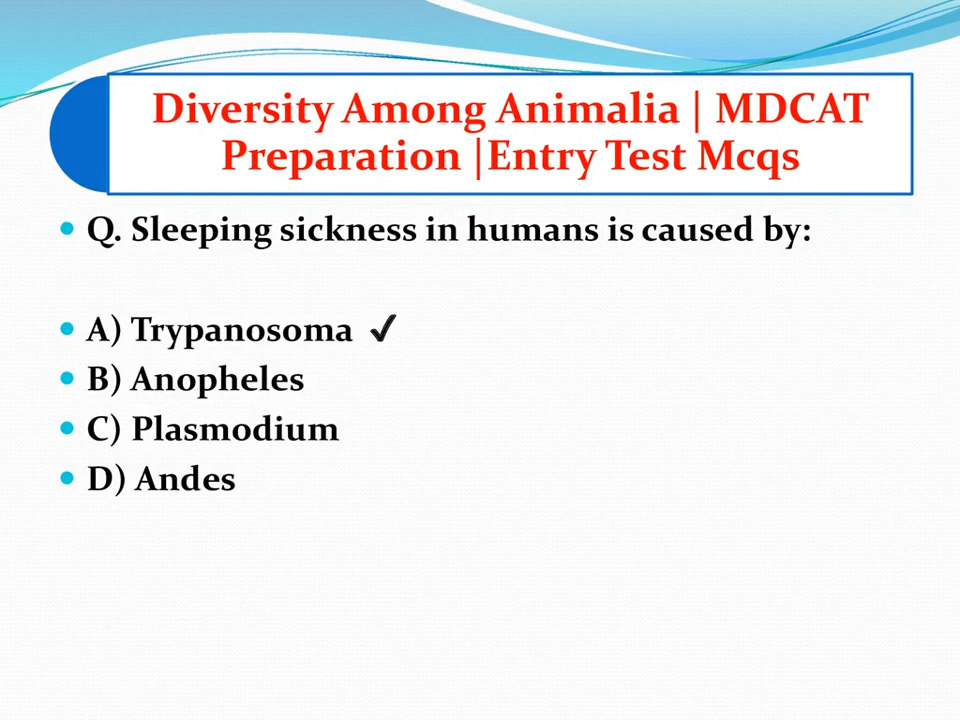 Diversity Among Animalia | MDCAT
Preparation |Entry Test Mcqs
• Q. Sleeping sickness in humans is caused by:
• A) Trypanosoma ✓
• B) Anopheles
• C) Plasmodium
• D) Andes